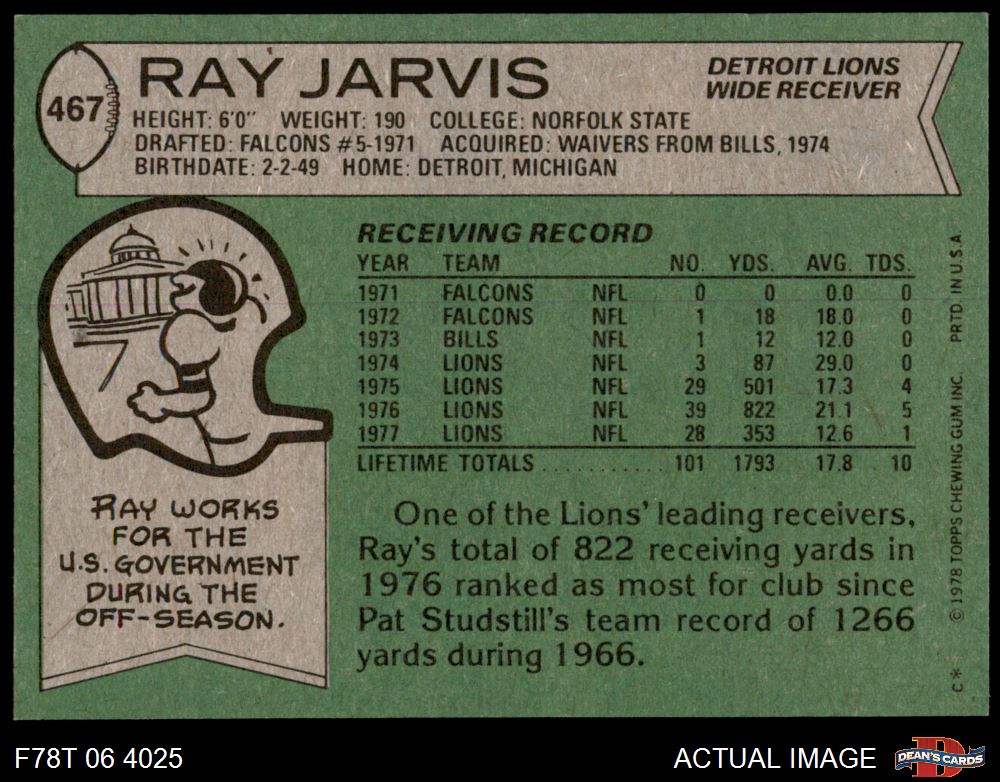 467
RAY JARVIS
DETROIT LIONS
WIDE RECEIVER
HEIGHT: 6'0" WEIGHT: 190 COLLEGE: NORFOLK STATE
DRAFTED: FALCONS #5-1971 ACQUIRED: WAIVERS FROM BILLS, 1974
BIRTHDATE: 2-2-49 HOME: DETROIT, MICHIGAN
RECEIVING RECORD
YEAR TEAM NO. YDS. AVG. TDS.
1971 FALCONS NFL 0 0 0.0 0
1972 FALCONS NFL 1 18 18.0 0
1973 BILLS NFL 1 12 12.0 0
1974 LIONS NFL 3 87 29.0 0
1975 LIONS NFL 29 501 17.3 4
1976 LIONS NFL 39 822 21.1 5
1977 LIONS NFL 28 353 12.6 1
LIFETIME TOTALS . . . . . . . . . . . 101 1793 17.8 10
RAY WORKS
FOR THE
U.S. GOVERNMENT
DURING THE
OFF-SEASON.
One of the Lions' leading receivers,
Ray's total of 822 receiving yards in
1976 ranked as most for club since
Pat Studstill's team record of 1266
yards during 1966.
C* ©1978 TOPPS CHEWING GUM INC. PRTD IN U.S.A
F78T 06 4025
ACTUAL IMAGE
D
DEAN'S CARDS